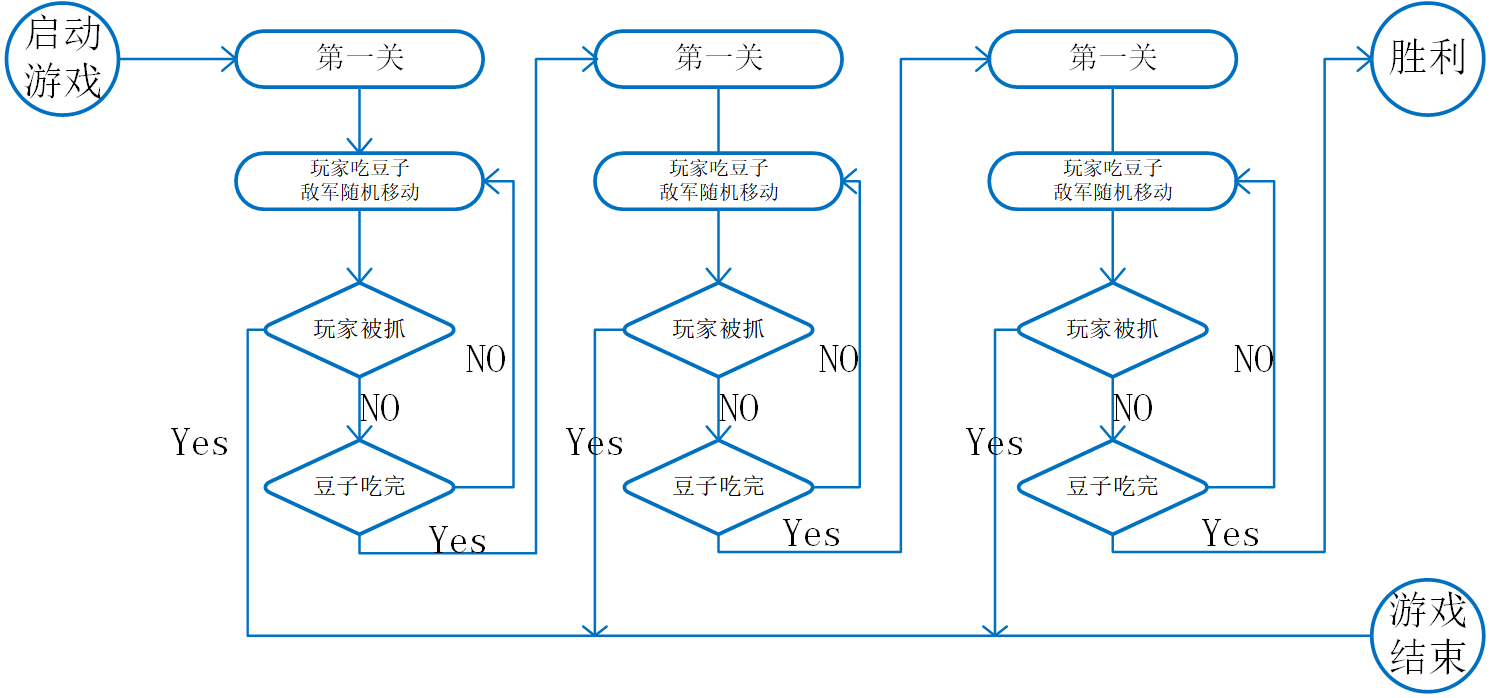 启动
游戏
第一关
第一关
第一关
胜利
玩家吃豆子
敌军随机移动
玩家吃豆子
敌军随机移动
玩家吃豆子
敌军随机移动
玩家被抓
玩家被抓
玩家被抓
NO
NO
NO
NO
NO
NO
Yes
Yes
Yes
豆子吃完
豆子吃完
豆子吃完
Yes
Yes
Yes
游戏
结束